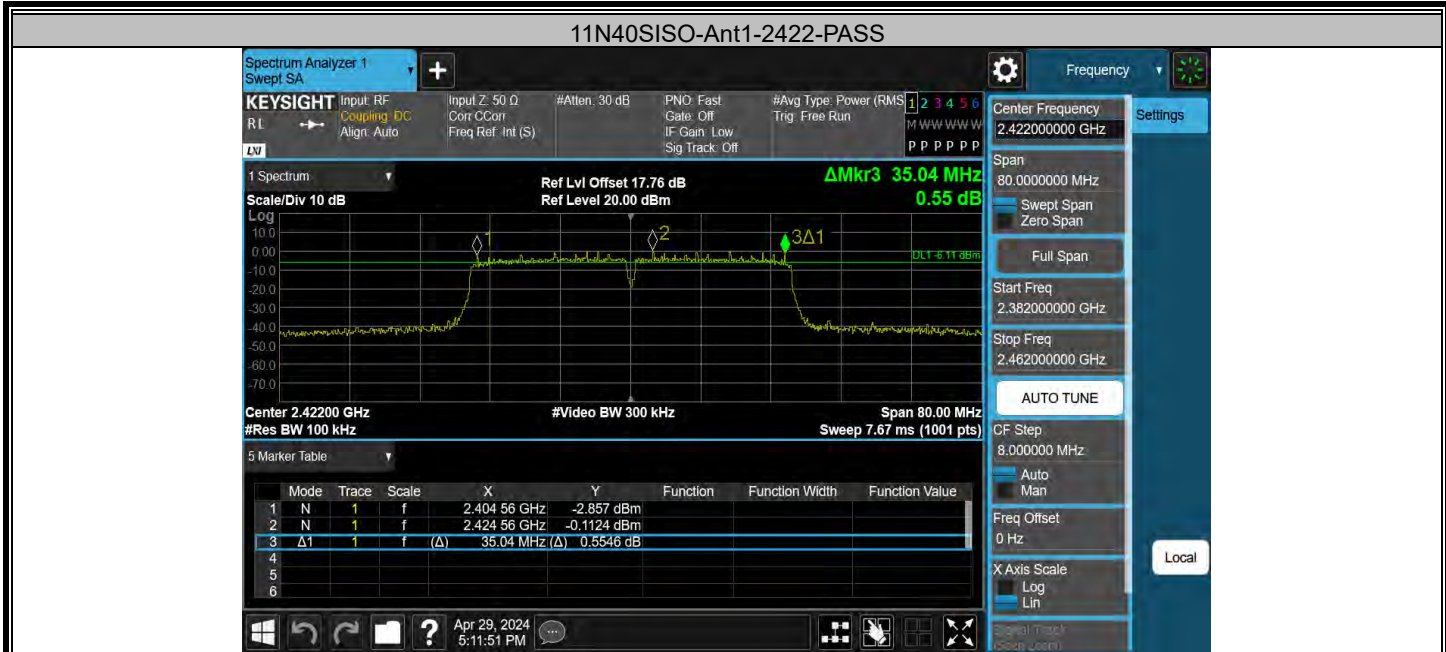 11N40SISO-Ant1-2422-PASS
Spectrum Analyzer 1
Swept SA
+
Frequency
KEYSIGHT
RL
LXI
Input: RF
Coupling: DC
Align: Auto
Input Z: 50 Ω
Corr CCorr
Freq Ref: Int (S)
#Atten: 30 dB
PNO: Fast
Gate: Off
IF Gain: Low
Sig Track: Off
#Avg Type: Power (RMS
Trig: Free Run
1 2 3 4 5 6
M W W W W W
P P P P P P
Center Frequency
2.422000000 GHz
Settings
Span
80.0000000 MHz
Swept Span
Zero Span
Full Span
Start Freq
2.382000000 GHz
Stop Freq
2.462000000 GHz
AUTO TUNE
CF Step
8.000000 MHz
Auto
Man
Freq Offset
0 Hz
X Axis Scale
Log
Lin
Signal Track
(Span Zoom)
Local
1 Spectrum
Scale/Div 10 dB
Ref Lvl Offset 17.76 dB
Ref Level 20.00 dBm
ΔMkr3 35.04 MHz
0.55 dB
Log
10.0
0.00
-10.0
-20.0
-30.0
-40.0
-50.0
-60.0
-70.0
1
2
3Δ1
DL1 -6.11 dBm
Center 2.42200 GHz
#Res BW 100 kHz
#Video BW 300 kHz
Span 80.00 MHz
Sweep 7.67 ms (1001 pts)
5 Marker Table
Mode Trace Scale X Y Function Function Width Function Value
1 N 1 f 2.404 56 GHz -2.857 dBm
2 N 1 f 2.424 56 GHz -0.1124 dBm
3 Δ1 1 f (Δ) 35.04 MHz (Δ) 0.5546 dB
4
5
6
?
Apr 29, 2024
5:11:51 PM